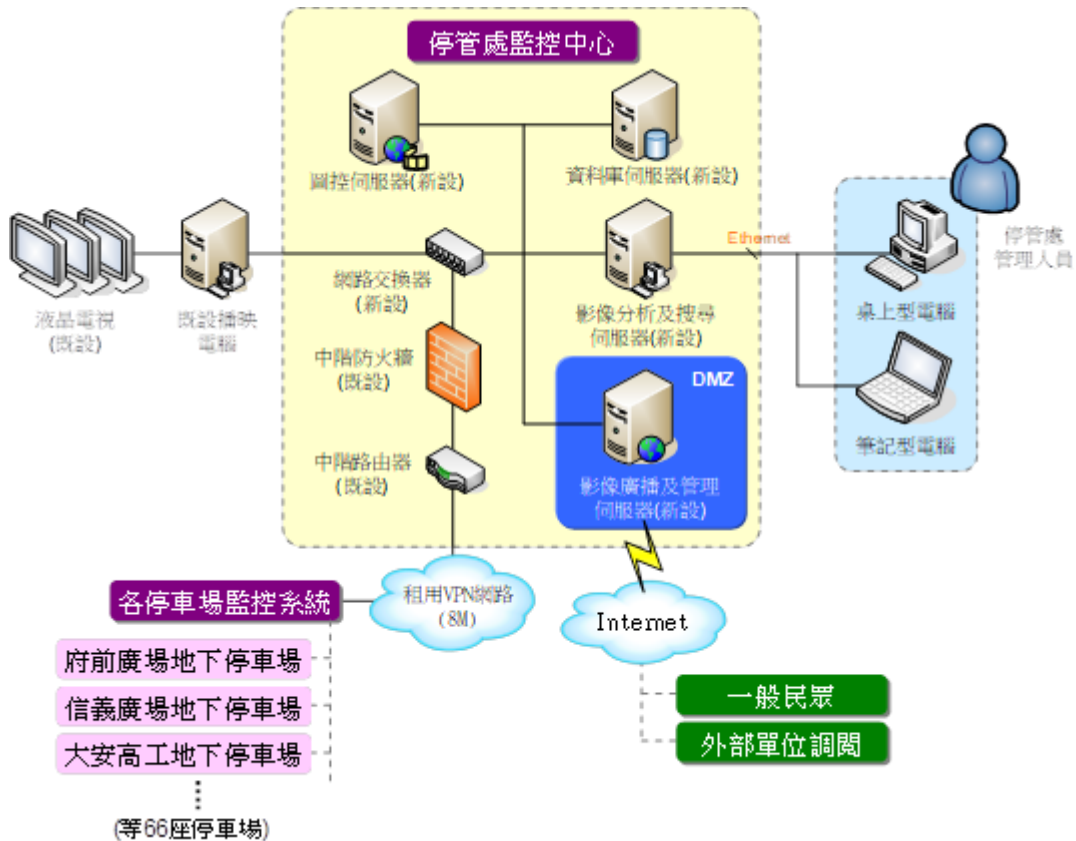 停管處監控中心
圖控伺服器(新設)
資料庫伺服器(新設)
停管處
管理人員
Ethernet
網路交換器
(新設)
影像分析及搜尋
伺服器(新設)
桌上型電腦
液晶電視
(既設)
既設播映
電腦
中階防火牆
(既設)
DMZ
筆記型電腦
中階路由器
(既設)
影像廣播及管理
伺服器(新設)
租用VPN網路
(8M)
各停車場監控系統
Internet
府前廣場地下停車場
信義廣場地下停車場
大安高工地下停車場
(等66座停車場)
一般民眾
外部單位調閱